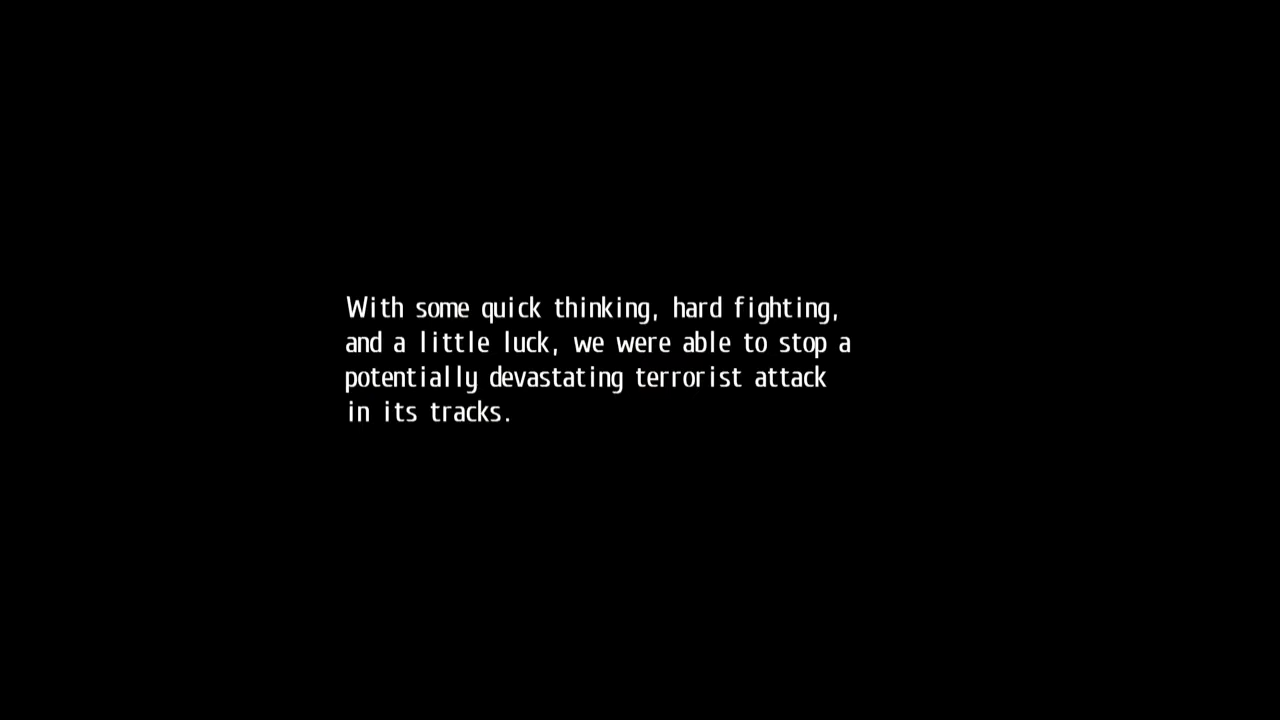 With some quick thinking, hard fighting,
and a little luck, we were able to stop a
potentially devastating terrorist attack
in its tracks.